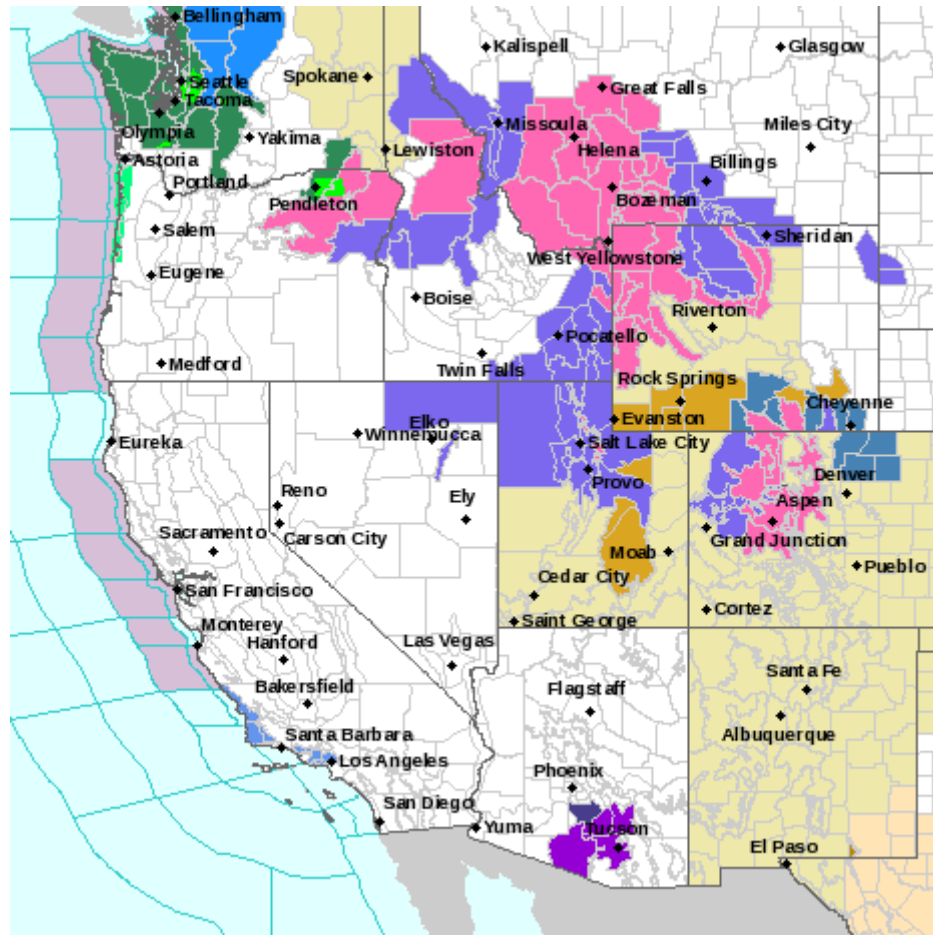 Bellingham
Kalispell
Glasgow
Spokane
Seattle
Great Falls
Tacoma
Olympia
Yakima
Missoula
Miles City
Helena
Astoria
Lewiston
Billings
Portland
Pendleton
Bozeman
Salem
Sheridan
West Yellowstone
Eugene
Boise
Riverton
Pocatello
Medford
Twin Falls
Rock Springs
Cheyenne
Evanston
Elko
Eureka
Winnemucca
Salt Lake City
Denver
Provo
Reno
Ely
Aspen
Sacramento
Carson City
Grand Junction
Moab
Pueblo
Cedar City
San Francisco
Cortez
Saint George
Monterey
Hanford
Las Vegas
Santa Fe
Bakersfield
Flagstaff
Santa Barbara
Albuquerque
Los Angeles
Phoenix
San Diego
Yuma
Tucson
El Paso